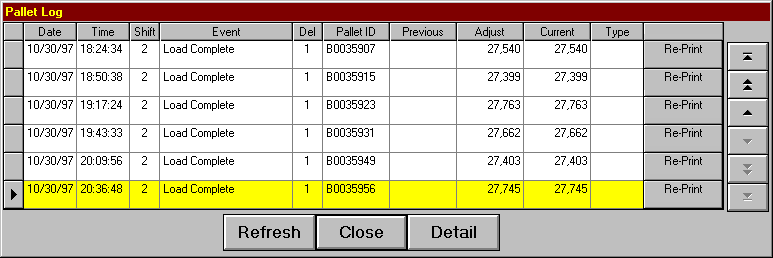 Pallet Log
Date Time Shift Event Del Pallet ID Previous Adjust Current Type
10/30/97 18:24:34 2 Load Complete 1 B0035907 27,540 27,540 Re-Print
10/30/97 18:50:38 2 Load Complete 1 B0035915 27,399 27,399 Re-Print
10/30/97 19:17:24 2 Load Complete 1 B0035923 27,763 27,763 Re-Print
10/30/97 19:43:33 2 Load Complete 1 B0035931 27,662 27,662 Re-Print
10/30/97 20:09:56 2 Load Complete 1 B0035949 27,403 27,403 Re-Print
10/30/97 20:36:48 2 Load Complete 1 B0035956 27,745 27,745 Re-Print
Refresh Close Detail